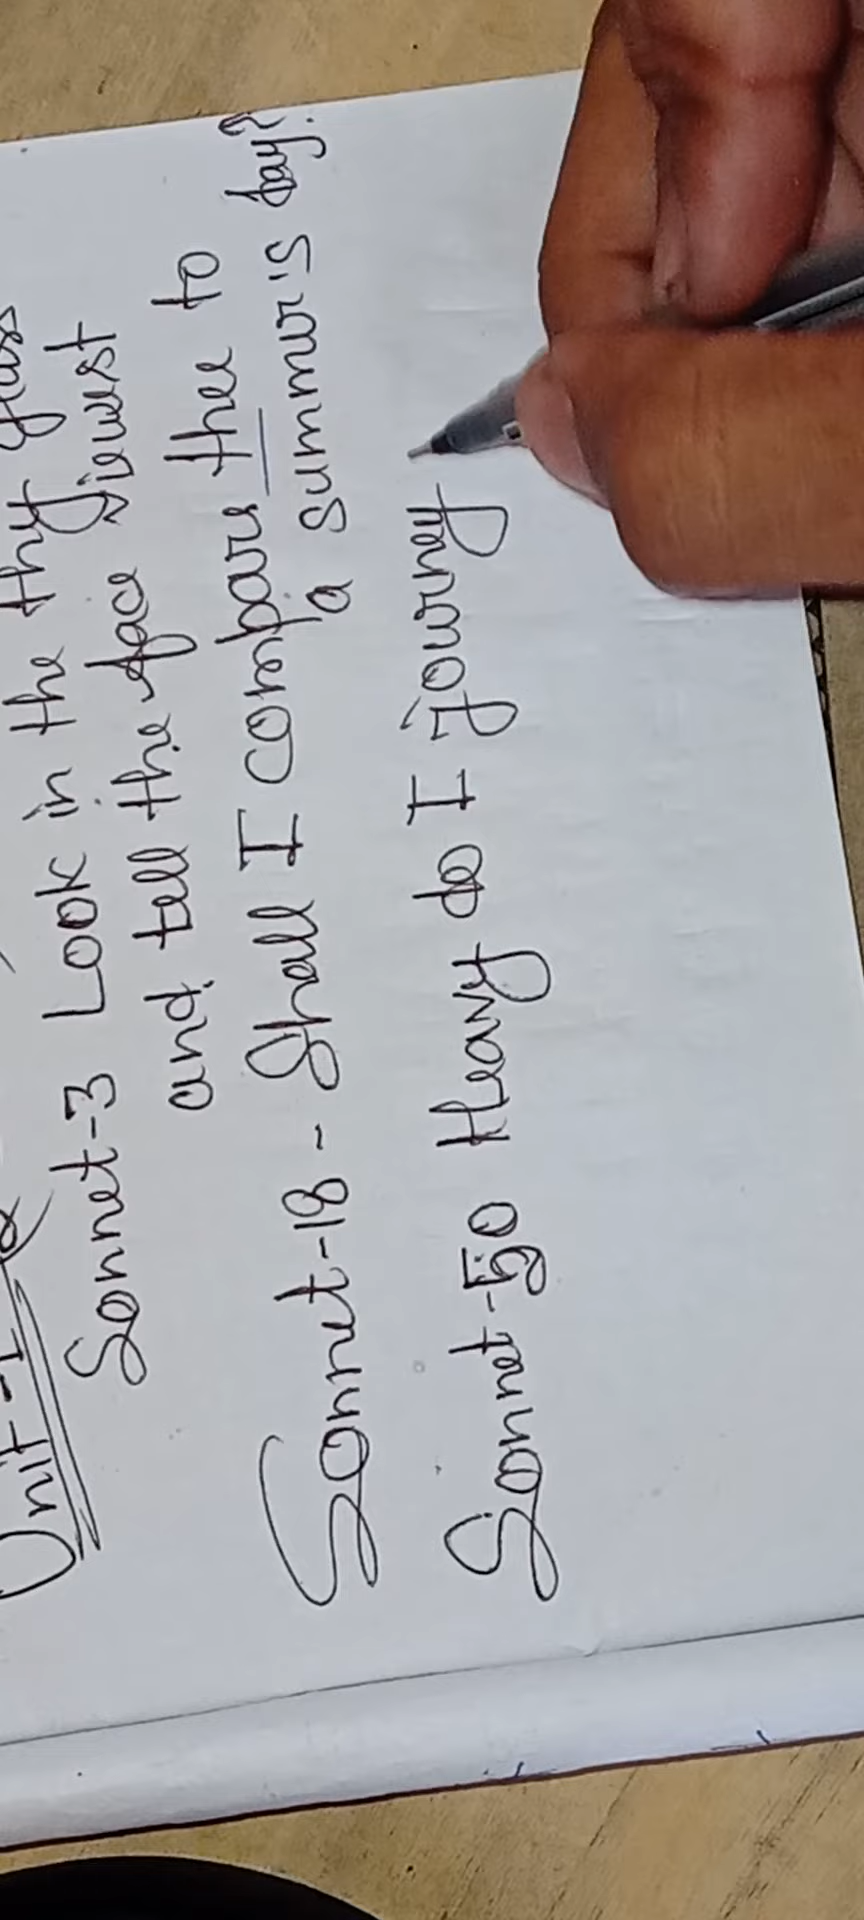 Unit-I
Sonnet-3 Look in the thy glass
and tell the face viewest
Sonnet-18 - Shall I compare thee to
a summer's day?
Sonnet-50 Heavy do I journey